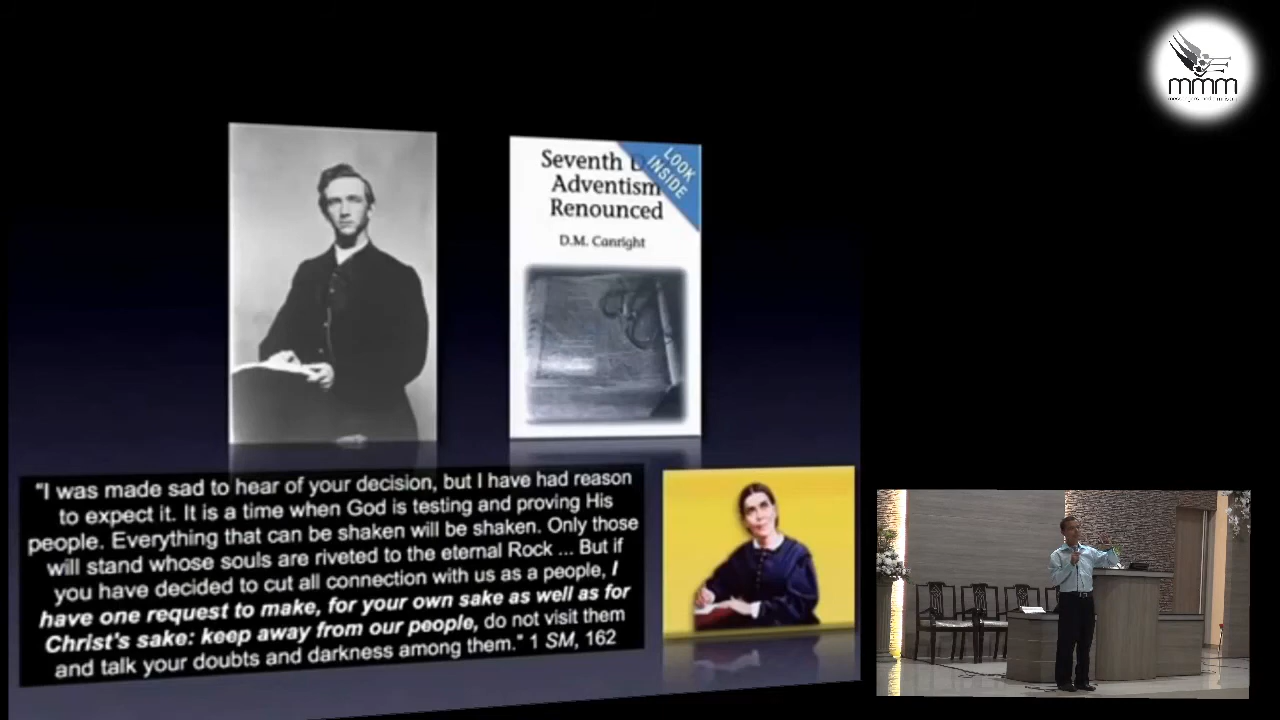 mmm
Seventh
Adventism
Renounced
LOOK
INSIDE
D.M. Canright
"I was made sad to hear of your decision, but I have had reason
to expect it. It is a time when God is testing and proving His
people. Everything that can be shaken will be shaken. Only those
will stand whose souls are riveted to the eternal Rock ... But if
you have decided to cut all connection with us as a people, I
have one request to make, for your own sake as well as for
Christ's sake: keep away from our people, do not visit them
and talk your doubts and darkness among them." 1 SM, 162